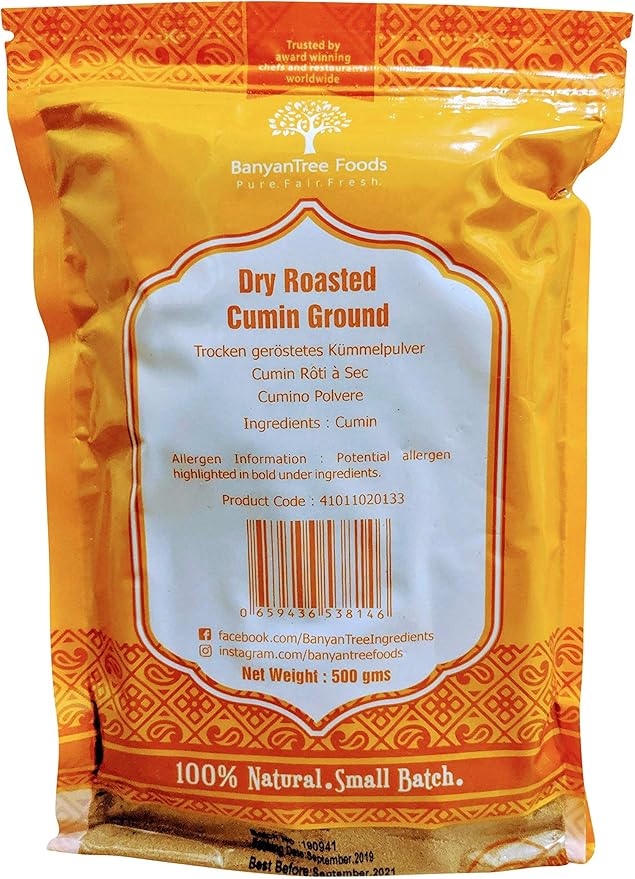 Trusted by
award winning
chefs and restaurants
worldwide
BanyanTree Foods
Pure.Fair.Fresh.
Dry Roasted
Cumin Ground
Trocken geröstetes Kümmelpulver
Cumin Rôti à Sec
Cumino Polvere
Ingredients : Cumin
Allergen Information : Potential allergen
highlighted in bold under ingredients.
Product Code : 41011020133
0 659436 538146
facebook.com/BanyanTreeIngredients
instagram.com/banyantreefoods
Net Weight : 500 gms
100% Natural.Small Batch.
Batch No 190941
Packing Date:September,2019
Best Before:September,2021